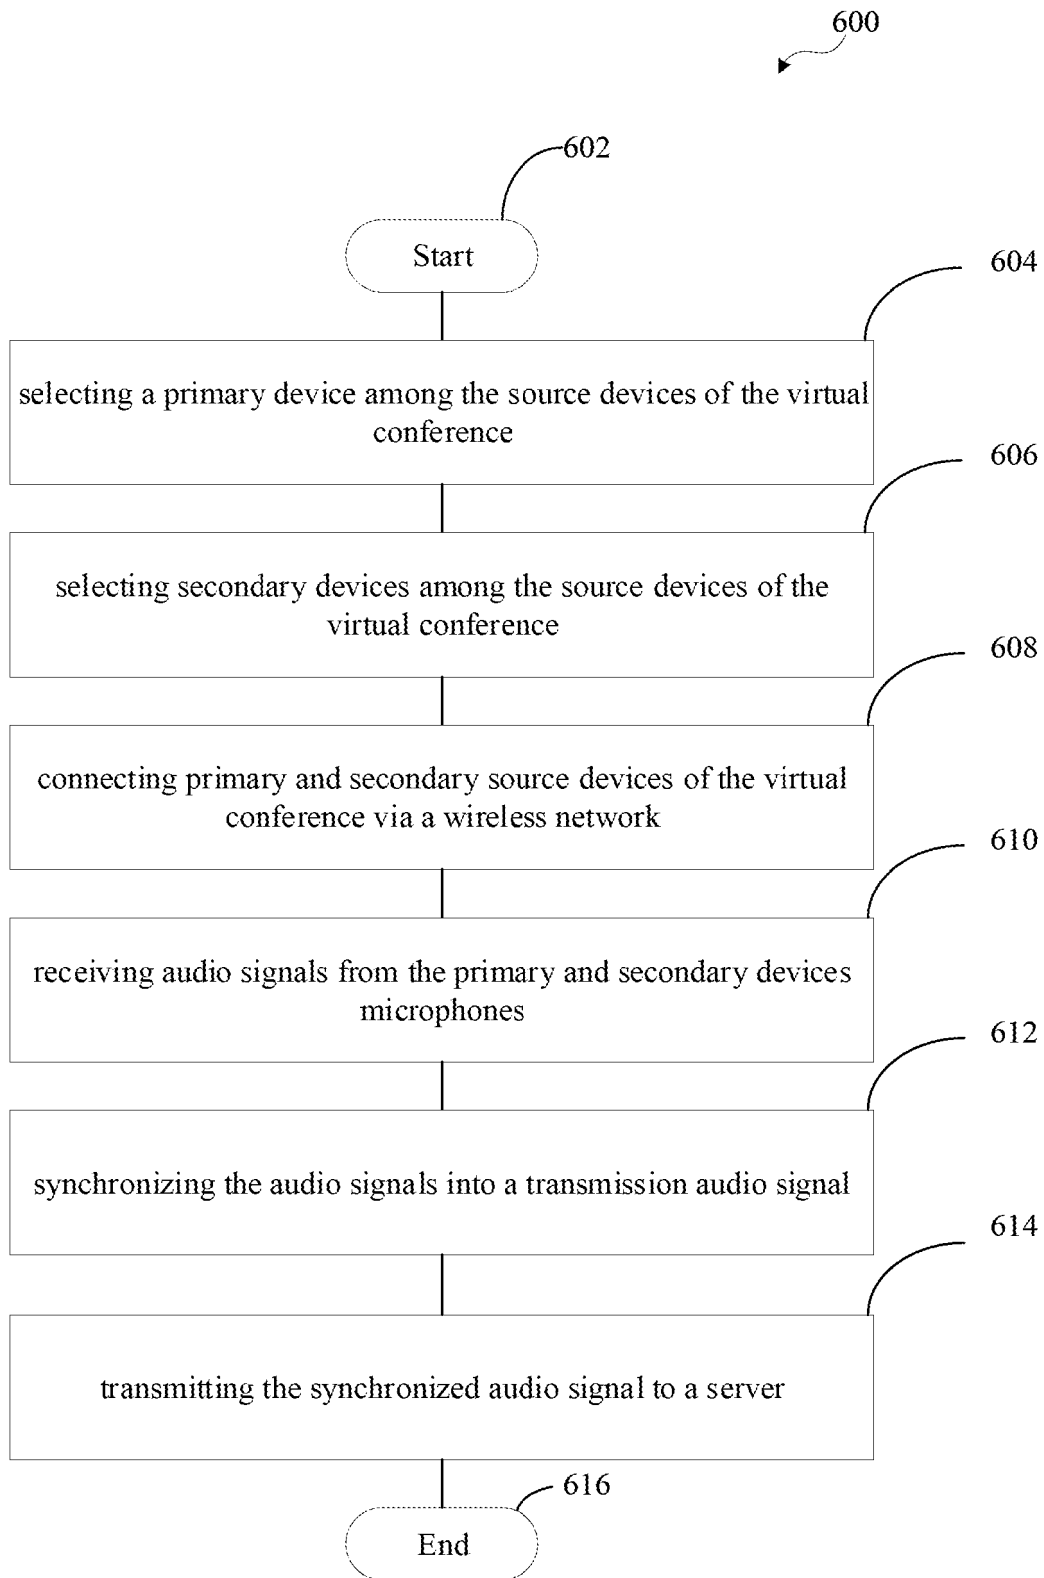 600
602
Start
604
selecting a primary device among the source devices of the virtual
conference
606
selecting secondary devices among the source devices of the
virtual conference
608
connecting primary and secondary source devices of the virtual
conference via a wireless network
610
receiving audio signals from the primary and secondary devices
microphones
612
synchronizing the audio signals into a transmission audio signal
614
transmitting the synchronized audio signal to a server
616
End